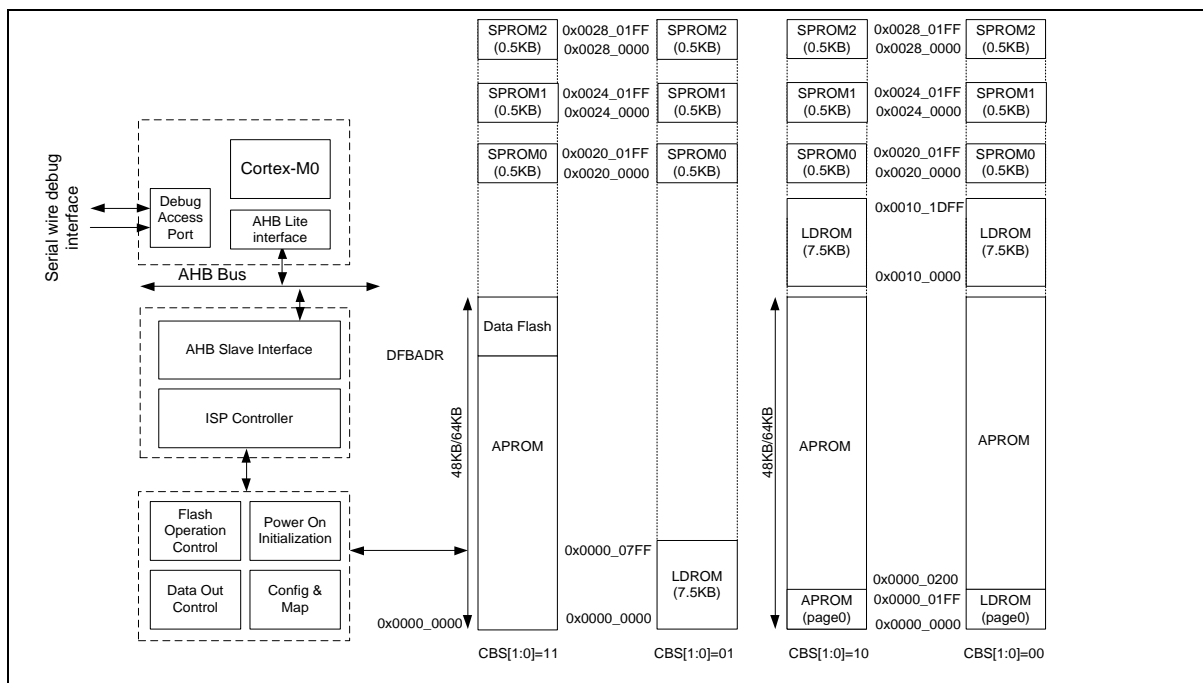 Serial wire debug
interface
Cortex-M0
Debug
Access
Port
AHB Lite
interface
AHB Bus
AHB Slave Interface
ISP Controller
Flash
Operation
Control
Power On
Initialization
Data Out
Control
Config &
Map
SPROM2
(0.5KB)
0x0028_01FF
0x0028_0000
SPROM2
(0.5KB)
SPROM1
(0.5KB)
0x0024_01FF
0x0024_0000
SPROM1
(0.5KB)
SPROM0
(0.5KB)
0x0020_01FF
0x0020_0000
SPROM0
(0.5KB)
Data Flash
DFBADR
48KB/64KB
APROM
0x0000_07FF
LDROM
(7.5KB)
0x0000_0000
0x0000_0000
CBS[1:0]=11
CBS[1:0]=01
SPROM2
(0.5KB)
0x0028_01FF
0x0028_0000
SPROM2
(0.5KB)
SPROM1
(0.5KB)
0x0024_01FF
0x0024_0000
SPROM1
(0.5KB)
SPROM0
(0.5KB)
0x0020_01FF
0x0020_0000
SPROM0
(0.5KB)
0x0010_1DFF
LDROM
(7.5KB)
LDROM
(7.5KB)
0x0010_0000
48KB/64KB
APROM
APROM
0x0000_0200
APROM
(page0)
0x0000_01FF
0x0000_0000
LDROM
(page0)
CBS[1:0]=10
CBS[1:0]=00